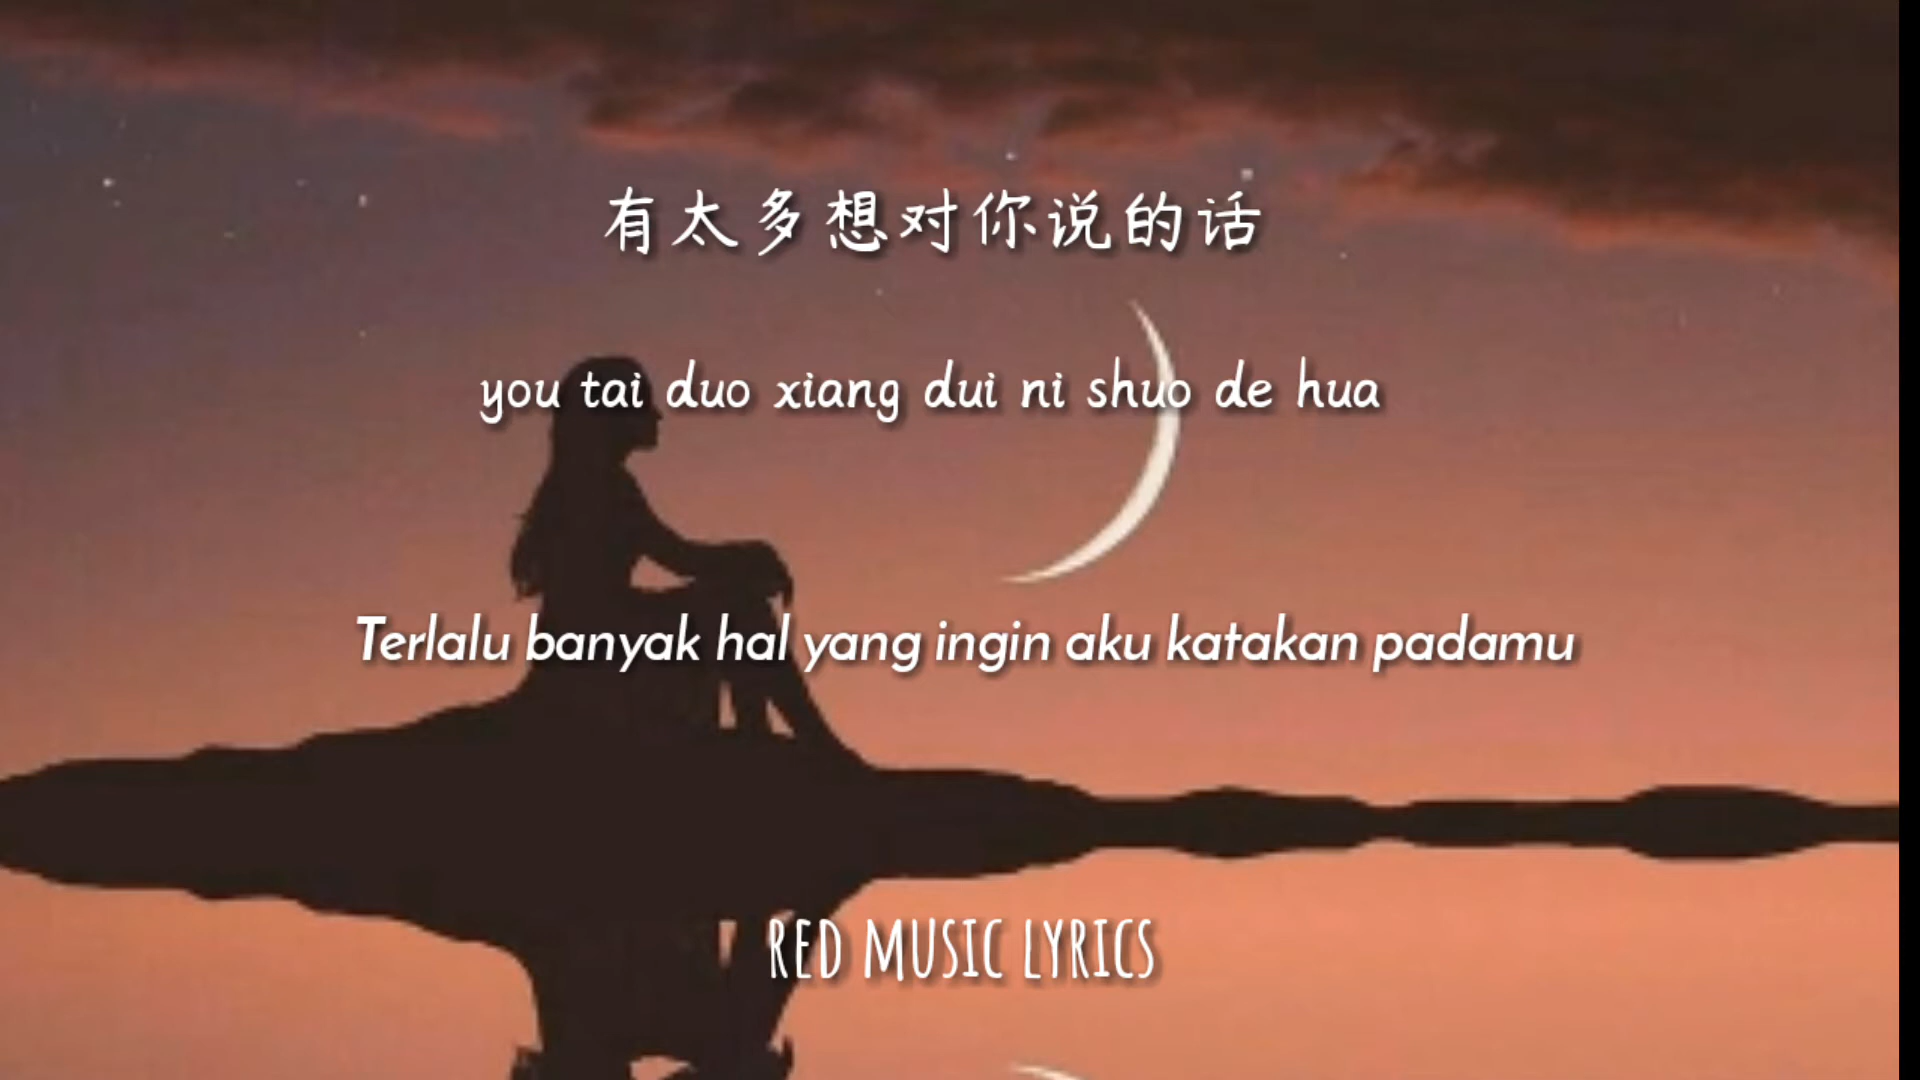 有太多想对你说的话
you tai duo xiang dui ni shuo de hua
Terlalu banyak hal yang ingin aku katakan padamu
RED MUSIC LYRICS